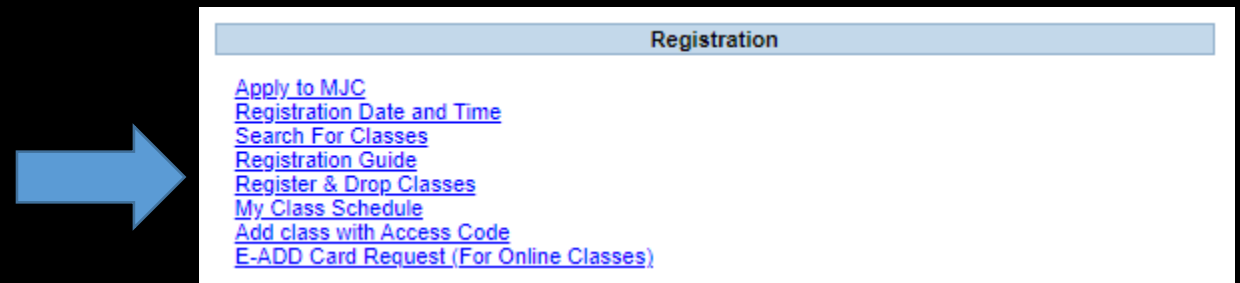 Registration
Apply to MJC
Registration Date and Time
Search For Classes
Registration Guide
Register & Drop Classes
My Class Schedule
Add class with Access Code
E-ADD Card Request (For Online Classes)